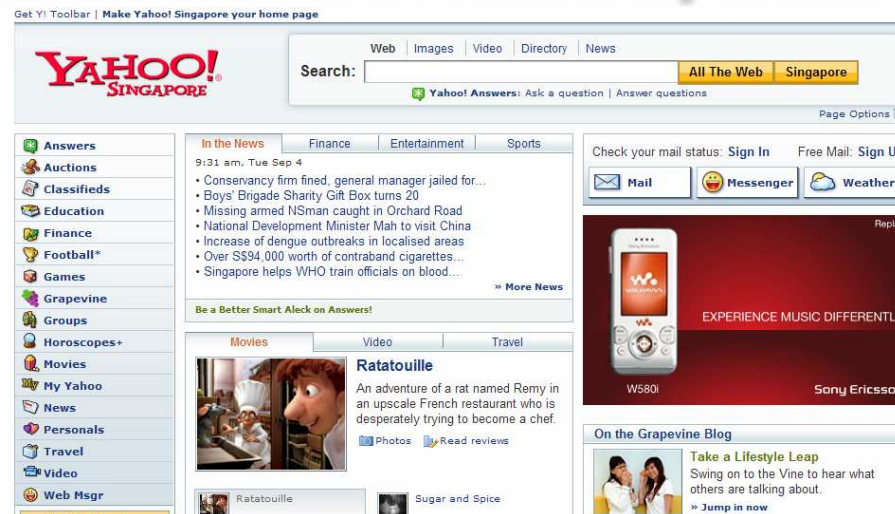 Get Y! Toolbar | Make Yahoo! Singapore your home page
YAHOO!
SINGAPORE
Web | Images | Video | Directory | News
Search:
All The Web
Singapore
Yahoo! Answers: Ask a question | Answer questions
Page Options |
Answers
Auctions
Classifieds
Education
Finance
Football*
Games
Grapevine
Groups
Horoscopes+
Movies
My Yahoo
News
Personals
Travel
Video
Web Msgr
In the News | Finance | Entertainment | Sports
9:31 am, Tue Sep 4
• Conservancy firm fined, general manager jailed for...
• Boys' Brigade Sharity Gift Box turns 20
• Missing armed NSman caught in Orchard Road
• National Development Minister Mah to visit China
• Increase of dengue outbreaks in localised areas
• Over S$94,000 worth of contraband cigarettes...
• Singapore helps WHO train officials on blood...
» More News
Be a Better Smart Aleck on Answers!
Movies | Video | Travel
Ratatouille
An adventure of a rat named Remy in
an upscale French restaurant who is
desperately trying to become a chef.
Photos Read reviews
Ratatouille
Sugar and Spice
Check your mail status: Sign In Free Mail: Sign U
Mail
Messenger
Weather
Repl
EXPERIENCE MUSIC DIFFERENTL
W580i
Sony Ericsso
On the Grapevine Blog
Take a Lifestyle Leap
Swing on to the Vine to hear what
others are talking about.
» Jump in now